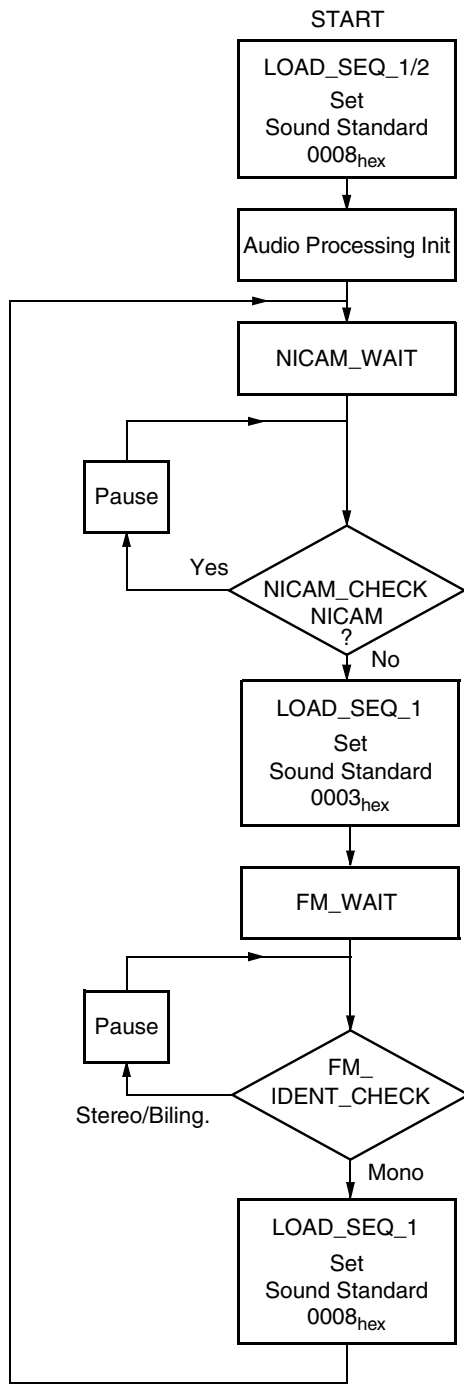 START
LOAD_SEQ_1/2
Set
Sound Standard
0008hex
Audio Processing Init
NICAM_WAIT
Pause
Yes
NICAM_CHECK
NICAM
?
No
LOAD_SEQ_1
Set
Sound Standard
0003hex
FM_WAIT
Pause
FM_
IDENT_CHECK
Stereo/Biling.
Mono
LOAD_SEQ_1
Set
Sound Standard
0008hex